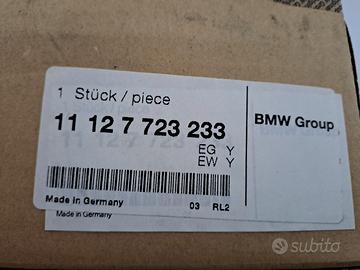 1 Stück / piece
11 12 7 723 233
EG Y
EW Y
BMW Group
Made in Germany
03 RL2
Made in Germany
subito